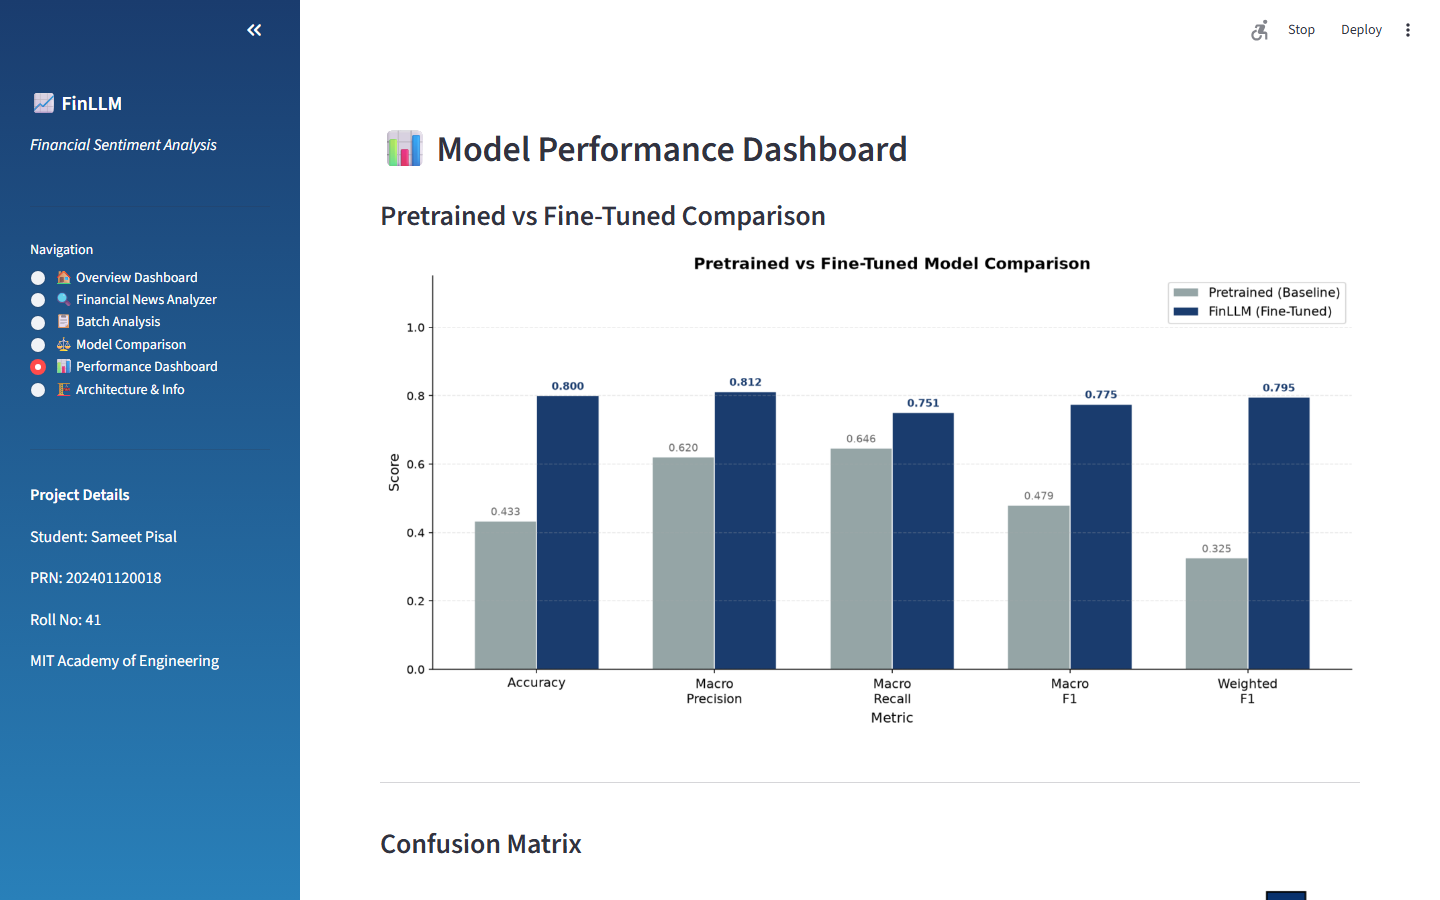 FinLLM
Financial Sentiment Analysis
Navigation
Overview Dashboard
Financial News Analyzer
Batch Analysis
Model Comparison
Performance Dashboard
Architecture & Info
Project Details
Student: Sameet Pisal
PRN: 202401120018
Roll No: 41
MIT Academy of Engineering
Stop
Deploy
Model Performance Dashboard
Pretrained vs Fine-Tuned Comparison
Pretrained vs Fine-Tuned Model Comparison
Pretrained (Baseline)
FinLLM (Fine-Tuned)
Score
1.0
0.8
0.6
0.4
0.2
0.0
0.433
0.800
0.620
0.812
0.646
0.751
0.479
0.775
0.325
0.795
Accuracy
Macro
Precision
Macro
Recall
Macro
F1
Weighted
F1
Metric
Confusion Matrix